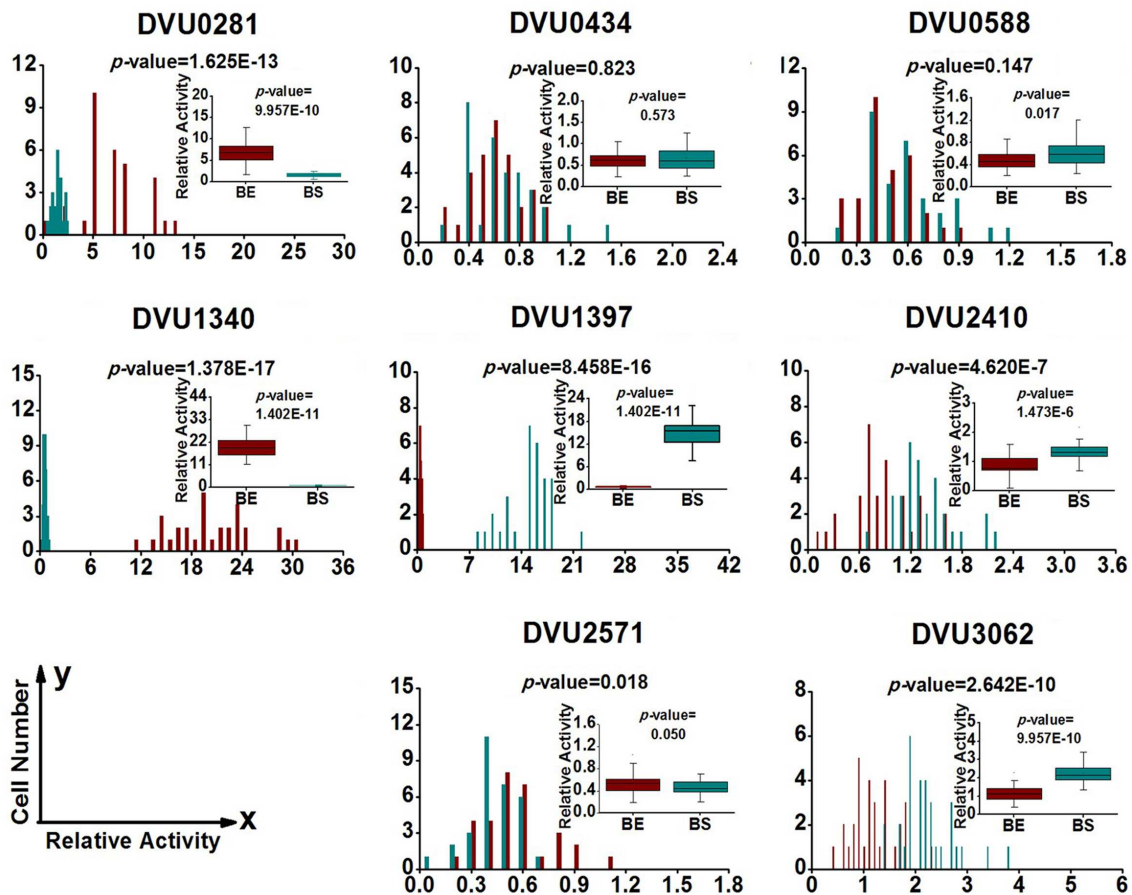 DVU0281
p-value=1.625E-13
12
9
6
3
0
0 5 10 15 20 25 30
Relative Activity
20
15
10
5
0
p-value=
9.957E-10
BE BS
DVU0434
p-value=0.823
10
8
6
4
2
0
0.0 0.4 0.8 1.2 1.6 2.0 2.4
Relative Activity
2.0
1.5
1.0
0.5
0.0
p-value=
0.573
BE BS
DVU0588
p-value=0.147
12
9
6
3
0
0.0 0.3 0.6 0.9 1.2 1.5 1.8
Relative Activity
1.6
1.2
0.8
0.4
0.0
p-value=
0.017
BE BS
DVU1340
p-value=1.378E-17
15
12
9
6
3
0
0 6 12 18 24 30 36
Relative Activity
44
33
22
11
0
p-value=
1.402E-11
BE BS
DVU1397
p-value=8.458E-16
10
8
6
4
2
0
0 7 14 21 28 35 42
Relative Activity
24
18
12
6
0
p-value=
1.402E-11
BE BS
DVU2410
p-value=4.620E-7
10
8
6
4
2
0
0.0 0.6 1.2 1.8 2.4 3.0 3.6
Relative Activity
3
2
1
0
p-value=
1.473E-6
BE BS
y
Cell Number
x
Relative Activity
DVU2571
p-value=0.018
15
12
9
6
3
0
0.0 0.3 0.6 0.9 1.2 1.5 1.8
Relative Activity
1.6
1.2
0.8
0.4
0.0
p-value=
0.050
BE BS
DVU3062
p-value=2.642E-10
8
6
4
2
0
0 1 2 3 4 5 6
Relative Activity
5
4
3
2
1
0
p-value=
9.957E-10
BE BS